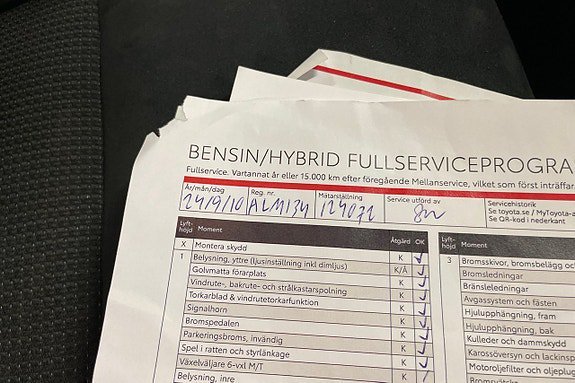 BENSIN/HYBRID FULLSERVICEPROGRA
Fullservice. Vartannat år eller 15.000 km efter föregående Mellanservice, vilket som först inträffar
År/mån/dag Reg. nr. Mätarställning Service utförd av Servicehistorik
24/9/10 ALM134 124072 Se toyota.se / MyToyota-a
Se QR-kod i nederkant
Lyft-höjd Moment Åtgärd OK
X Montera skydd
1 Belysning, yttre (ljusinställning inkl dimljus) K ✓
Golvmatta förarplats K/Å ✓
Vindrute-, bakrute- och strålkastarspolning K ✓
Torkarblad & vindrutetorkarfunktion K ✓
Signalhorn K ✓
Bromspedalen K ✓
Parkeringsbroms, invändig K ✓
Spel i ratten och styrlänkage K ✓
Växelväljare 6-vxl M/T K ✓
Belysning, inre K
Lyft-höjd Moment
3 Bromsskivor, bromsbelägg oc
Bromsledningar
Bränsleledningar
Avgassystem och fästen
Hjulupphängning, fram
Hjulupphängning, bak
Kulleder och dammskydd
Karossförsversion och lackinsp
Motoroljefilter och oljeplug